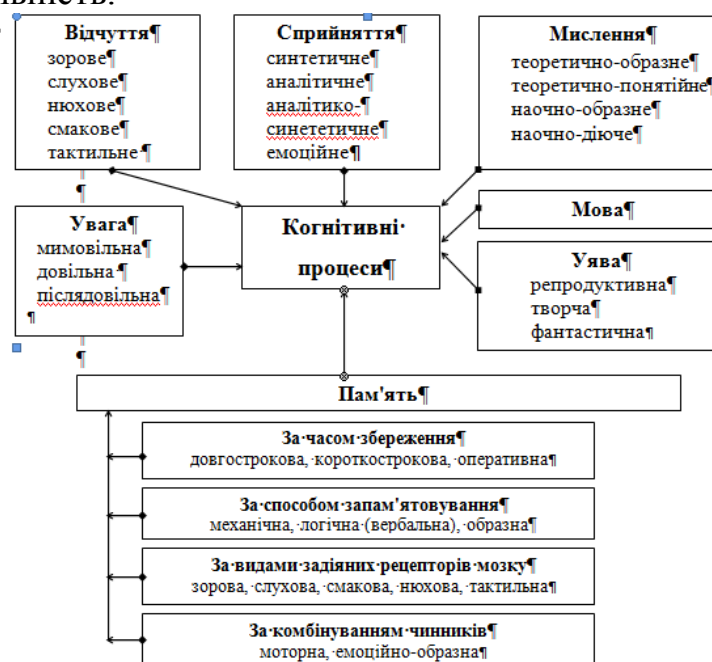 Відчуття
зорове
слухове
нюхове
смакове
тактильне
Сприйняття
синтетичне
аналітичне
аналітико-
синететичне
емоційне
Мислення
теоретично-образне
теоретично-понятійне
наочно-образне
наочно-діюче
Увага
мимовільна
довільна
післядовільна
Когнітивні
процеси
Мова
Уява
репродуктивна
творча
фантастична
Пам'ять
За часом збереження
довгострокова, короткострокова, оперативна
За способом запам'ятовування
механічна, логічна (вербальна), образна
За видами задіяних рецепторів мозку
зорова, слухова, смакова, нюхова, тактильна
За комбінуванням чинників
моторна, емоційно-образна